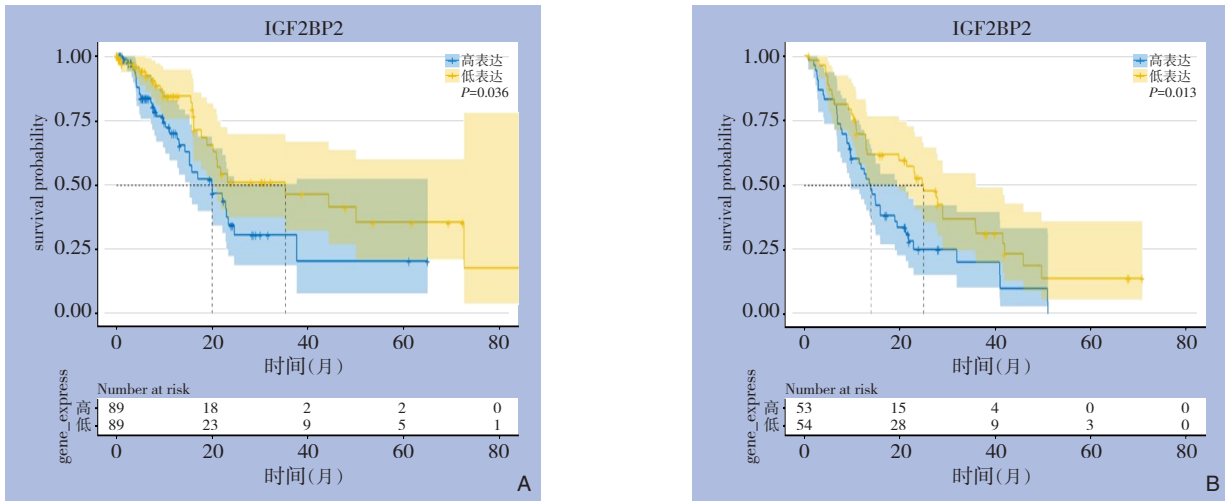 IGF2BP2
survival probability
1.00
0.75
0.50
0.25
0.00
高表达
低表达
P=0.036
0 20 40 60 80
时间(月)
Number at risk
gene_express
高 89 18 2 2 0
低 89 23 9 5 1
0 20 40 60 80
时间(月)
A
IGF2BP2
survival probability
1.00
0.75
0.50
0.25
0.00
高表达
低表达
P=0.013
0 20 40 60 80
时间(月)
Number at risk
gene_express
高 53 15 4 0 0
低 54 28 9 3 0
0 20 40 60 80
时间(月)
B